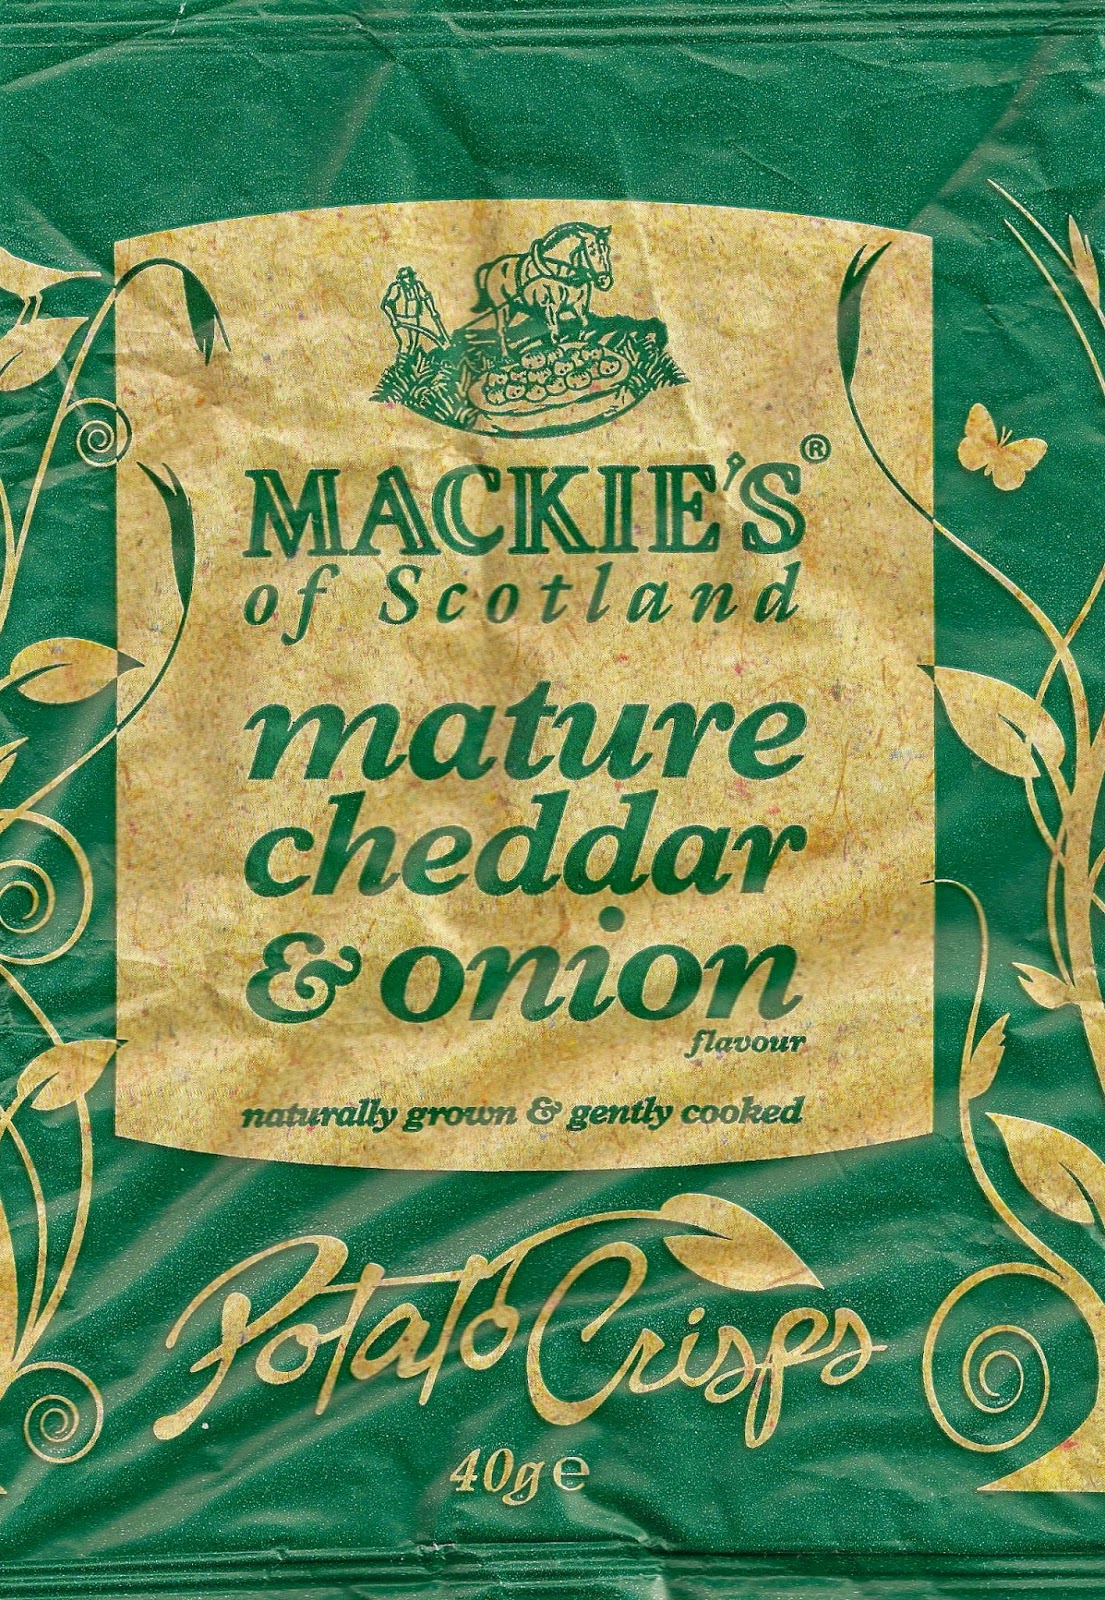 MACKIE'S®
of Scotland
mature
cheddar
& onion
flavour
naturally grown & gently cooked
Potato Crisps
40g e